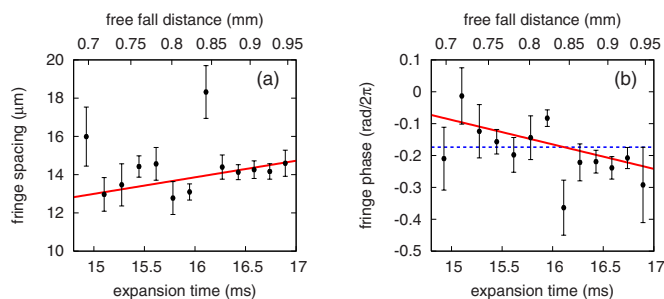 free fall distance (mm)
0.7 0.75 0.8 0.85 0.9 0.95
(a)
fringe spacing (μm)
20
18
16
14
12
10
15 15.5 16 16.5 17
expansion time (ms)
free fall distance (mm)
0.7 0.75 0.8 0.85 0.9 0.95
(b)
fringe phase (rad/2π)
0
-0.1
-0.2
-0.3
-0.4
-0.5
15 15.5 16 16.5 17
expansion time (ms)